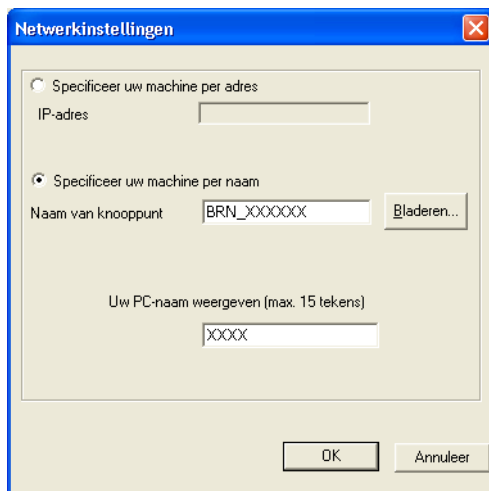 Netwerkinstellingen
Specificeer uw machine per adres
IP-adres
Specificeer uw machine per naam
Naam van knooppunt BRN_XXXXXX Bladeren...
Uw PC-naam weergeven (max. 15 tekens)
XXXX
OK Annuleer